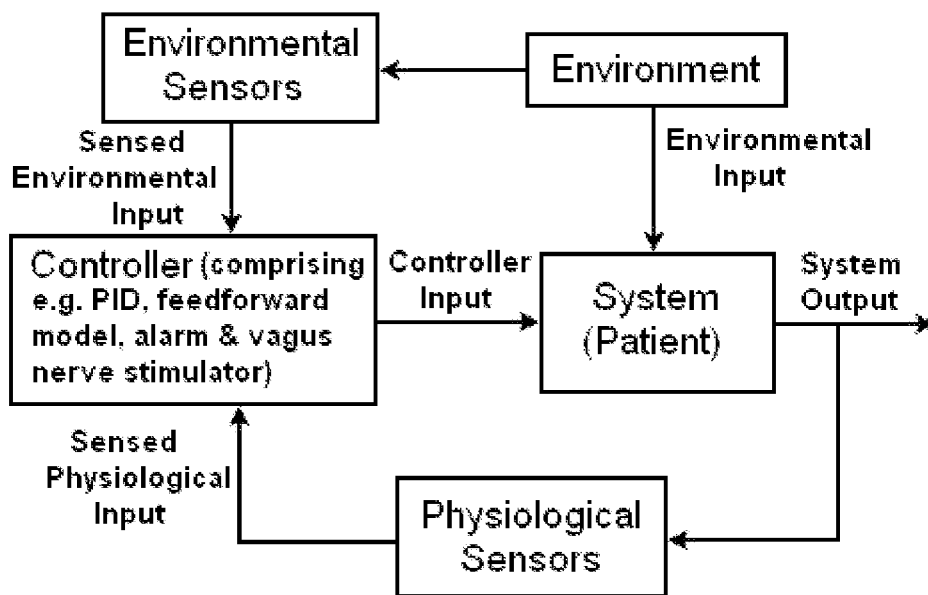 Environmental
Sensors
Environment
Sensed
Environmental
Input
Environmental
Input
Controller (comprising
e.g. PID, feedforward
model, alarm & vagus
nerve stimulator)
Controller
Input
System
(Patient)
System
Output
Sensed
Physiological
Input
Physiological
Sensors